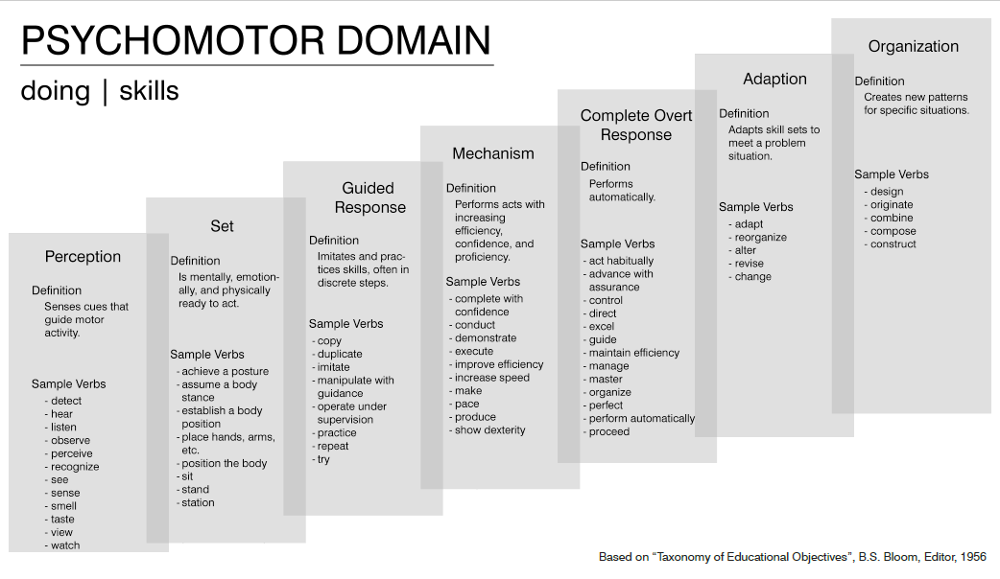 PSYCHOMOTOR DOMAIN
doing | skills
Perception
Definition
Senses cues that
guide motor
activity.
Sample Verbs
- detect
- hear
- listen
- observe
- perceive
- recognize
- see
- sense
- smell
- taste
- view
- watch
Set
Definition
Is mentally, emotion-
ally, and physically
ready to act.
Sample Verbs
- achieve a posture
- assume a body
stance
- establish a body
position
- place hands, arms,
etc.
- position the body
- sit
- stand
- station
Guided
Response
Definition
Imitates and prac-
tices skills, often in
discrete steps.
Sample Verbs
- copy
- duplicate
- imitate
- manipulate with
guidance
- operate under
supervision
- practice
- repeat
- try
Mechanism
Definition
Performs acts with
increasing
efficiency,
confidence, and
proficiency.
Sample Verbs
- complete with
confidence
- conduct
- demonstrate
- execute
- improve efficiency
- increase speed
- make
- pace
- produce
- show dexterity
Complete Overt
Response
Definition
Performs
automatically.
Sample Verbs
- act habitually
- advance with
assurance
- control
- direct
- excel
- guide
- maintain efficiency
- manage
- master
- organize
- perfect
- perform automatically
- proceed
Adaption
Definition
Adapts skill sets to
meet a problem
situation.
Sample Verbs
- adapt
- reorganize
- alter
- revise
- change
Organization
Definition
Creates new patterns
for specific situations.
Sample Verbs
- design
- originate
- combine
- compose
- construct
Based on “Taxonomy of Educational Objectives”, B.S. Bloom, Editor, 1956